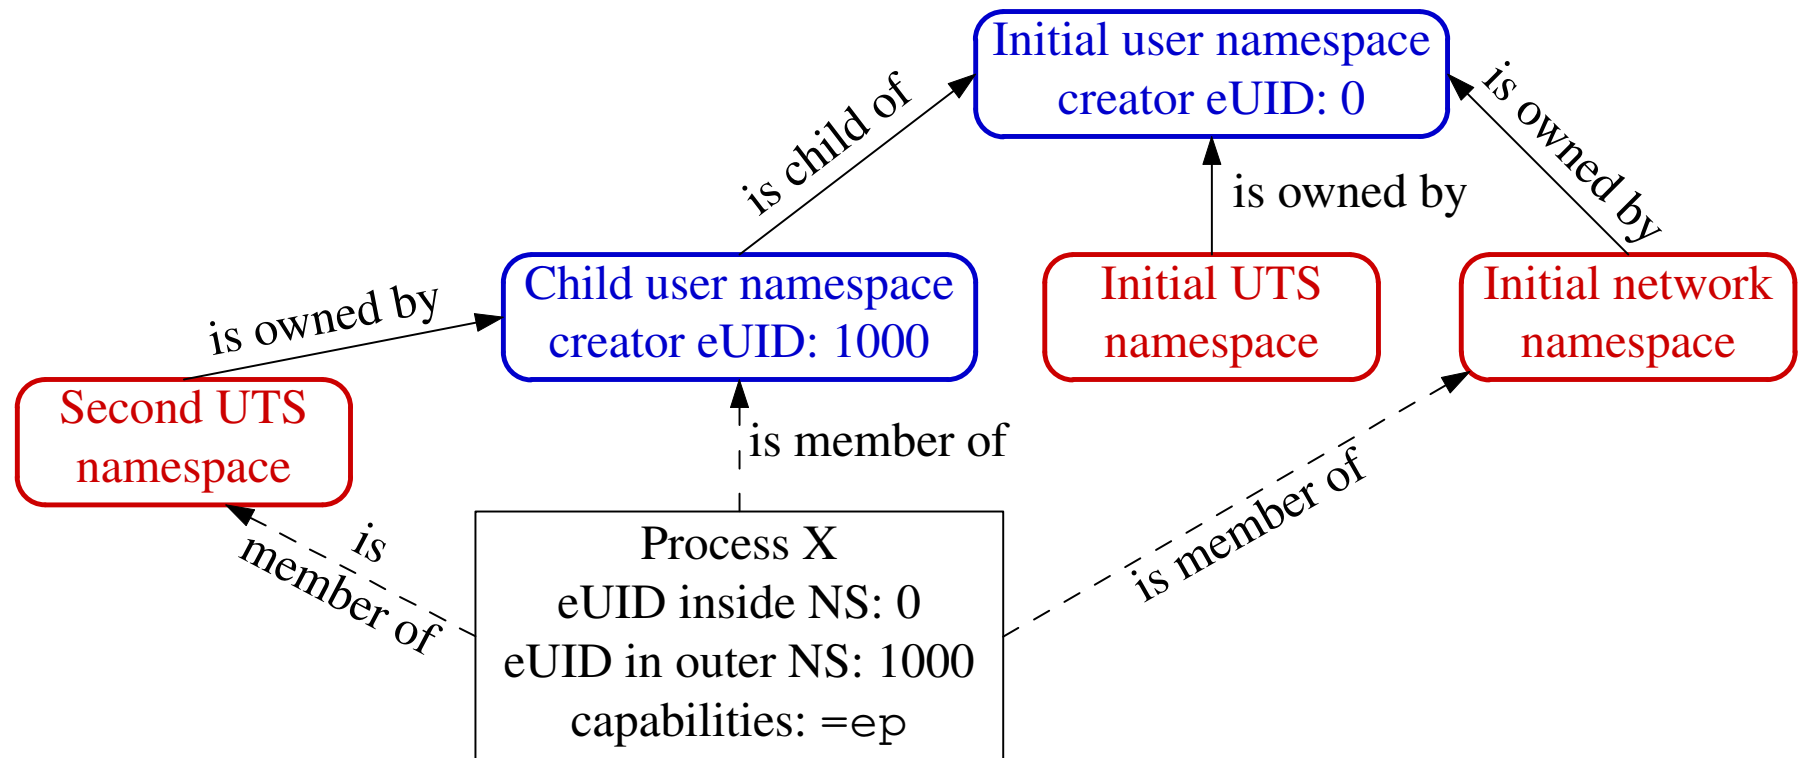 Initial user namespace
creator eUID: 0
is child of
is owned by
is owned by
Child user namespace
creator eUID: 1000
Initial UTS
namespace
Initial network
namespace
is owned by
Second UTS
namespace
is member of
is
member of
is member of
Process X
eUID inside NS: 0
eUID in outer NS: 1000
capabilities: =ep